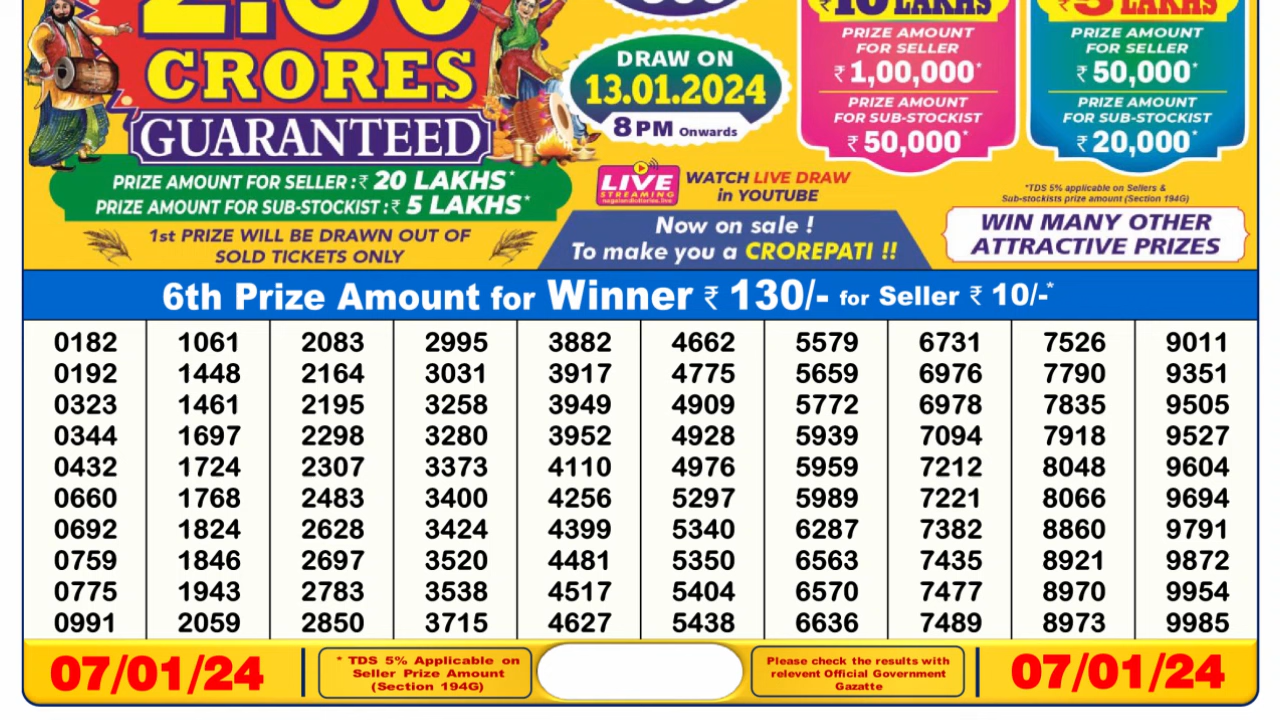 CRORES
GUARANTEED
PRIZE AMOUNT FOR SELLER :₹ 20 LAKHS*
PRIZE AMOUNT FOR SUB-STOCKIST :₹ 5 LAKHS*
1st PRIZE WILL BE DRAWN OUT OF
SOLD TICKETS ONLY
DRAW ON
13.01.2024
8 PM Onwards
LIVE
STREAMING
nagalandlotteries.live
WATCH LIVE DRAW
in YOUTUBE
Now on sale !
To make you a CROREPATI !!
₹10 LAKHS
PRIZE AMOUNT
FOR SELLER
₹ 1,00,000*
PRIZE AMOUNT
FOR SUB-STOCKIST
₹ 50,000*
₹5 LAKHS
PRIZE AMOUNT
FOR SELLER
₹ 50,000*
PRIZE AMOUNT
FOR SUB-STOCKIST
₹ 20,000*
*TDS 5% applicable on Sellers &
Sub-stockists prize amount (Section 194G)
WIN MANY OTHER
ATTRACTIVE PRIZES
6th Prize Amount for Winner ₹ 130/- for Seller ₹ 10/-*
0182 1061 2083 2995 3882 4662 5579 6731 7526 9011
0192 1448 2164 3031 3917 4775 5659 6976 7790 9351
0323 1461 2195 3258 3949 4909 5772 6978 7835 9505
0344 1697 2298 3280 3952 4928 5939 7094 7918 9527
0432 1724 2307 3373 4110 4976 5959 7212 8048 9604
0660 1768 2483 3400 4256 5297 5989 7221 8066 9694
0692 1824 2628 3424 4399 5340 6287 7382 8860 9791
0759 1846 2697 3520 4481 5350 6563 7435 8921 9872
0775 1943 2783 3538 4517 5404 6570 7477 8970 9954
0991 2059 2850 3715 4627 5438 6636 7489 8973 9985
07/01/24
* TDS 5% Applicable on
Seller Prize Amount
(Section 194G)
Please check the results with
relevent Official Government
Gazatte
07/01/24